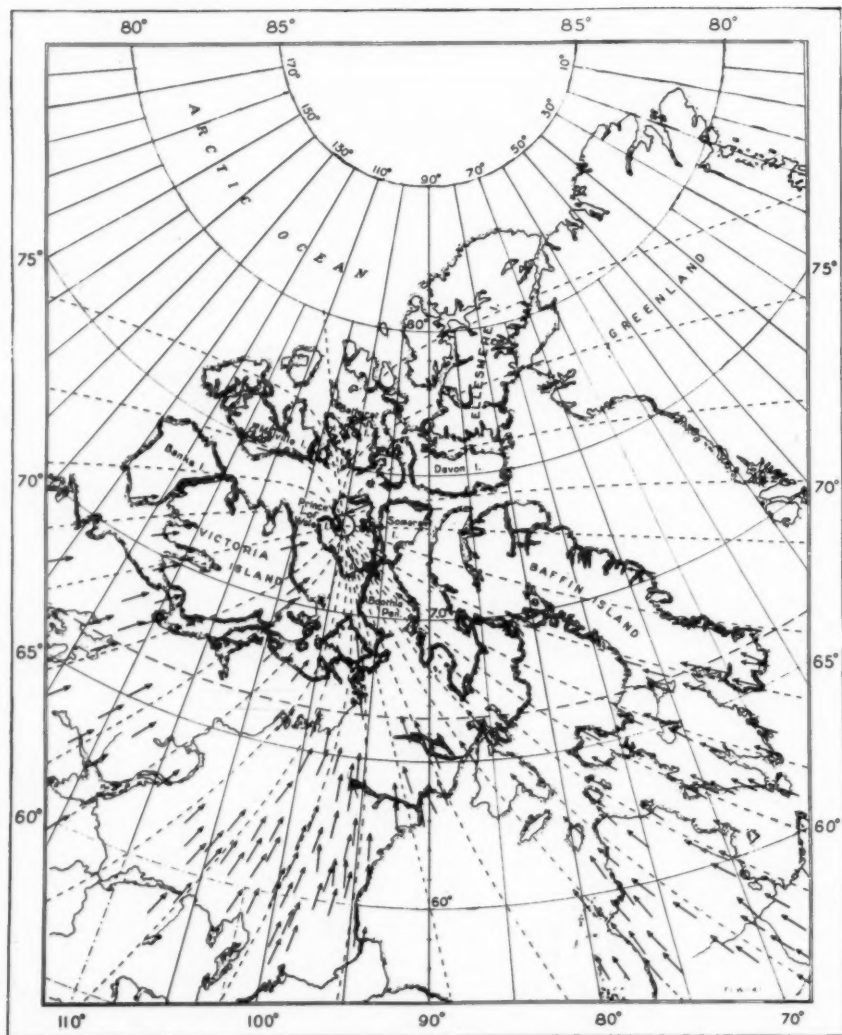 80° 85° 85° 80°
170° 150° 130° 110° 90° 70° 50° 30° 10°
ARCTIC
OCEAN
75° 75°
80°
GREENLAND
ELLESMERE
Melville I.
Banks I.
Devon I.
70° 70°
Prince
Somerset
I.
VICTORIA
ISLAND
BAFFIN ISLAND
Boothia
Pen.
70°
65° 65°
60° 60°
60°
110° 100° 90° 80° 70°